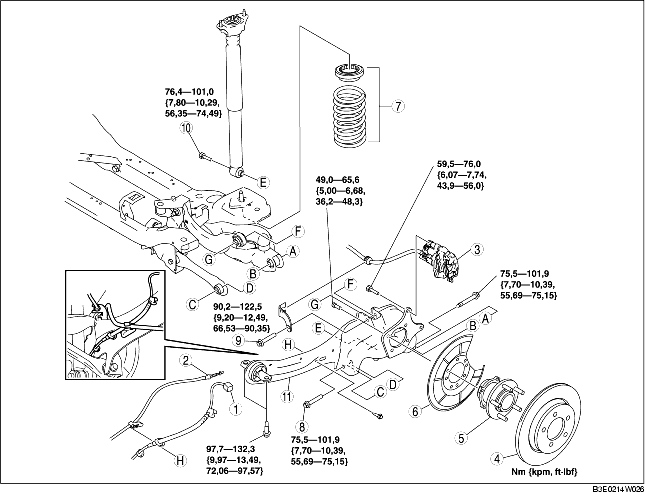 76,4—101,0
{7,80—10,29,
56,35—74,49}
10
E
7
49,0—65,6
{5,00—6,68,
36,2—48,3}
59,5—76,0
{6,07—7,74,
43,9—56,0}
F
A
G
B
C
D
3
F
G
75,5—101,9
{7,70—10,39,
55,69—75,15}
90,2—122,5
{9,20—12,49,
66,53—90,35}
9
E
H
B
A
2
1
11
C
D
6
5
4
8
H
97,7—132,3
{9,97—13,49,
72,06—97,57}
75,5—101,9
{7,70—10,39,
55,69—75,15}
Nm {kpm, ft-lbf}
B3E0214W026